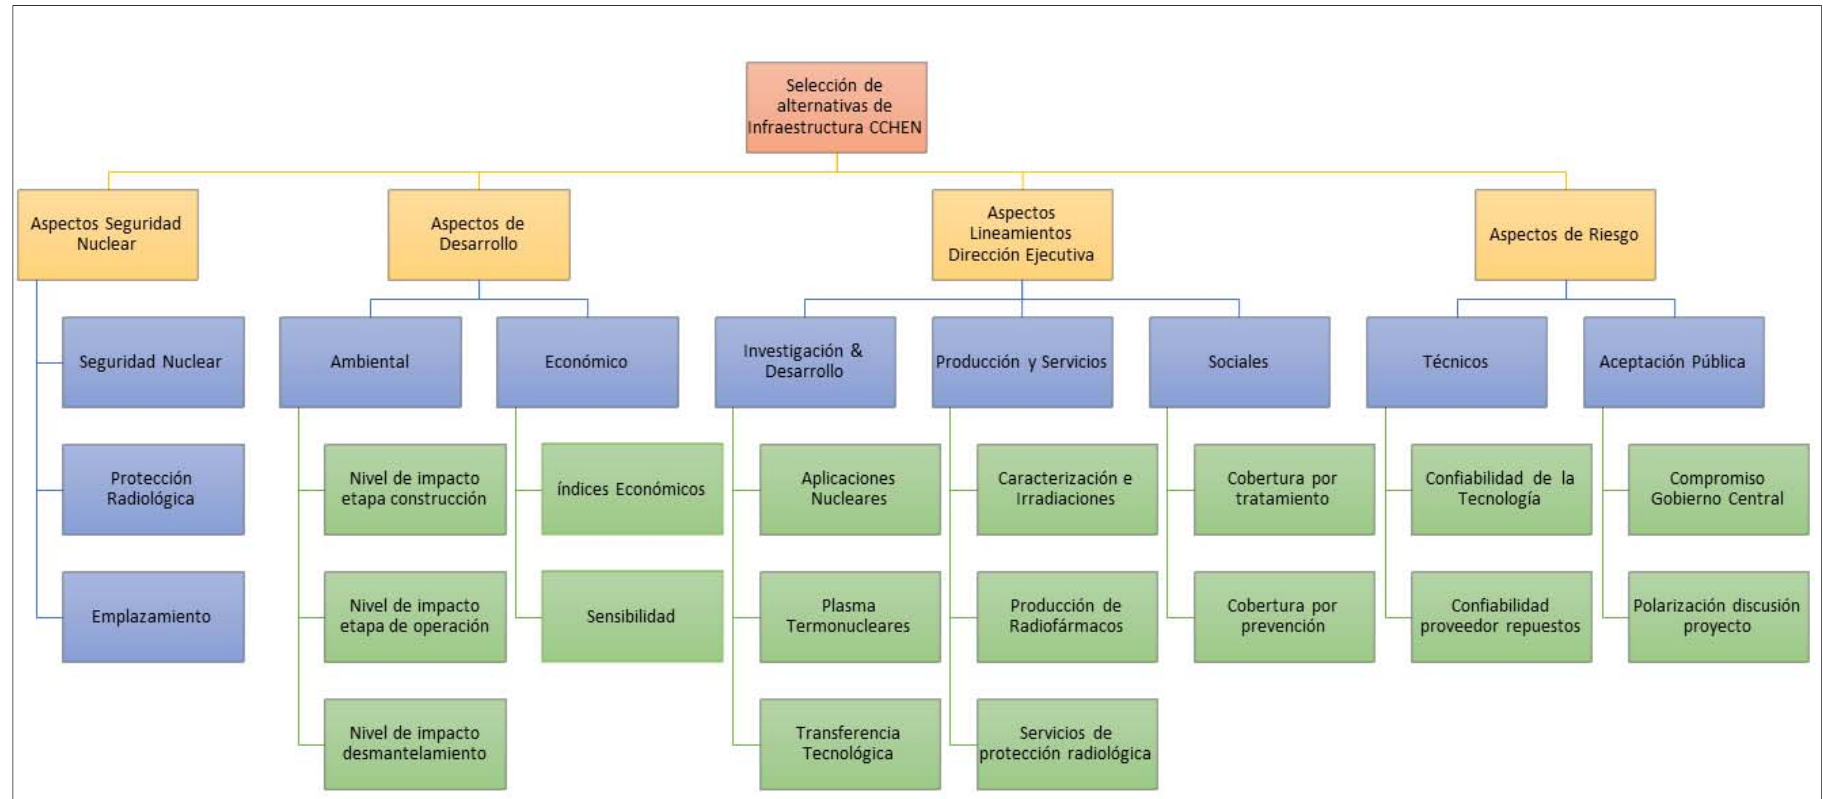 Selección de
alternativas de
Infraestructura CCHEN
Aspectos Seguridad
Nuclear
Aspectos de
Desarrollo
Aspectos
Lineamientos
Dirección Ejecutiva
Aspectos de Riesgo
Seguridad Nuclear
Ambiental
Económico
Investigación &
Desarrollo
Producción y Servicios
Sociales
Técnicos
Aceptación Pública
Protección
Radiológica
Nivel de impacto
etapa construcción
índices Económicos
Aplicaciones
Nucleares
Caracterización e
Irradiaciones
Cobertura por
tratamiento
Confiabilidad de la
Tecnología
Compromiso
Gobierno Central
Emplazamiento
Nivel de impacto
etapa de operación
Sensibilidad
Plasma
Termonucleares
Producción de
Radiofármacos
Cobertura por
prevención
Confiabilidad
proveedor repuestos
Polarización discusión
proyecto
Nivel de impacto
desmantelamiento
Transferencia
Tecnológica
Servicios de
protección radiológica